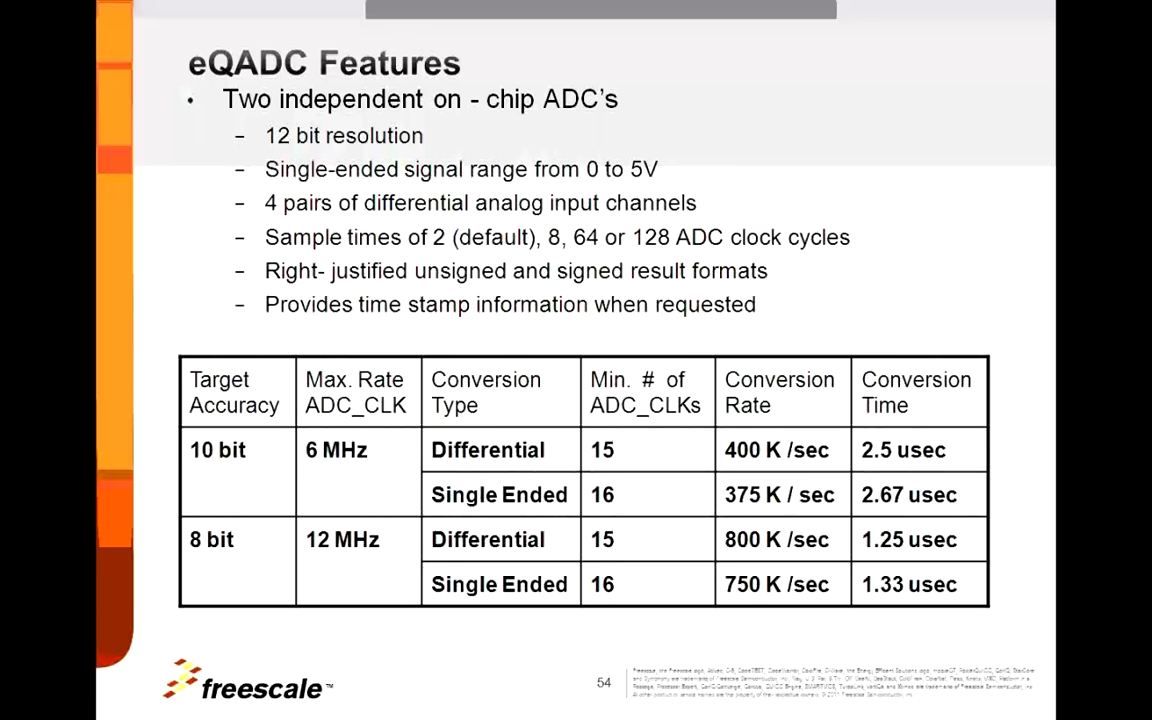 eQADC Features
• Two independent on - chip ADC's
– 12 bit resolution
– Single-ended signal range from 0 to 5V
– 4 pairs of differential analog input channels
– Sample times of 2 (default), 8, 64 or 128 ADC clock cycles
– Right- justified unsigned and signed result formats
– Provides time stamp information when requested
Target Accuracy | Max. Rate ADC_CLK | Conversion Type | Min. # of ADC_CLKs | Conversion Rate | Conversion Time
10 bit | 6 MHz | Differential | 15 | 400 K /sec | 2.5 usec
Single Ended | 16 | 375 K / sec | 2.67 usec
8 bit | 12 MHz | Differential | 15 | 800 K /sec | 1.25 usec
Single Ended | 16 | 750 K /sec | 1.33 usec
freescale™
54